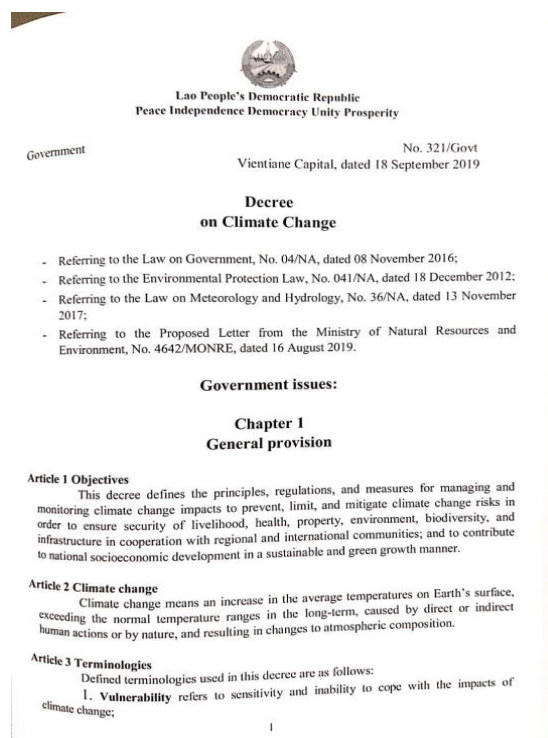 Lao People's Democratic Republic
Peace Independence Democracy Unity Prosperity
Government
No. 321/Govt
Vientiane Capital, dated 18 September 2019
Decree
on Climate Change
- Referring to the Law on Government, No. 04/NA, dated 08 November 2016;
- Referring to the Environmental Protection Law, No. 041/NA, dated 18 December 2012;
- Referring to the Law on Meteorology and Hydrology, No. 36/NA, dated 13 November
2017;
- Referring to the Proposed Letter from the Ministry of Natural Resources and
Environment, No. 4642/MONRE, dated 16 August 2019.
Government issues:
Chapter 1
General provision
Article 1 Objectives
This decree defines the principles, regulations, and measures for managing and
monitoring climate change impacts to prevent, limit, and mitigate climate change risks in
order to ensure security of livelihood, health, property, environment, biodiversity, and
infrastructure in cooperation with regional and international communities; and to contribute
to national socioeconomic development in a sustainable and green growth manner.
Article 2 Climate change
Climate change means an increase in the average temperatures on Earth's surface,
exceeding the normal temperature ranges in the long-term, caused by direct or indirect
human actions or by nature, and resulting in changes to atmospheric composition.
Article 3 Terminologies
Defined terminologies used in this decree are as follows:
1. Vulnerability refers to sensitivity and inability to cope with the impacts of
climate change;
1